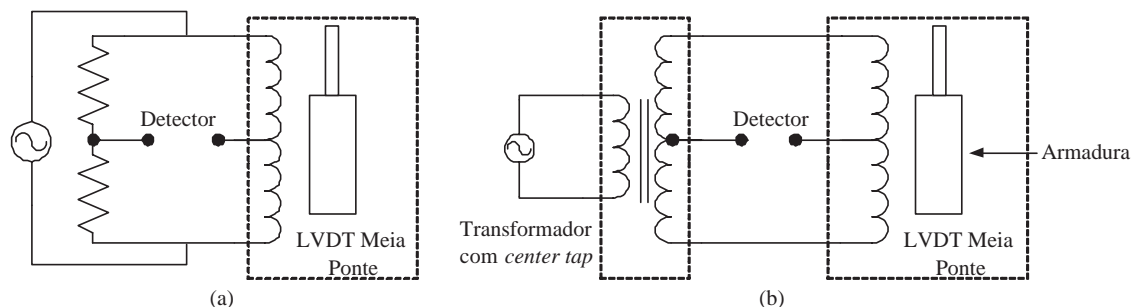 Detector
LVDT Meia
Ponte
(a)
Transformador
com center tap
Detector
Armadura
LVDT Meia
Ponte
(b)